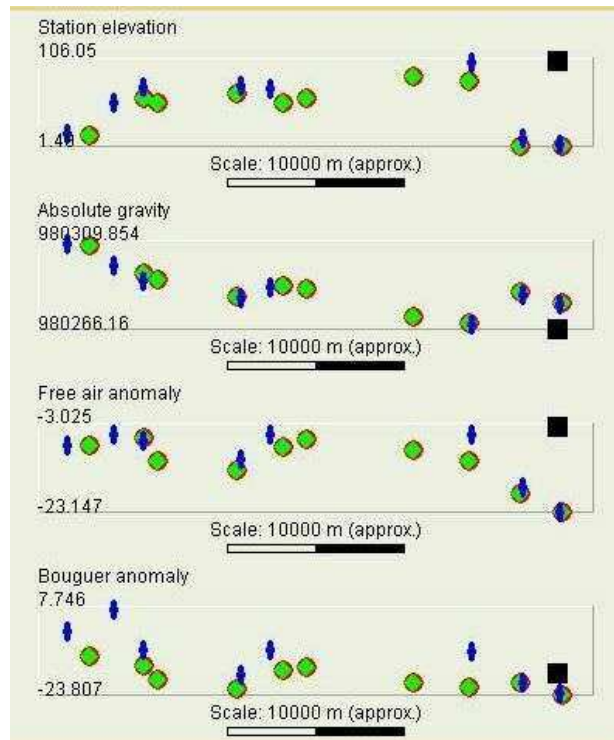 Station elevation
106.05
1.40
Scale: 10000 m (approx.)
Absolute gravity
980309.854
980266.16
Scale: 10000 m (approx.)
Free air anomaly
-3.025
-23.147
Scale: 10000 m (approx.)
Bouguer anomaly
7.746
-23.807
Scale: 10000 m (approx.)